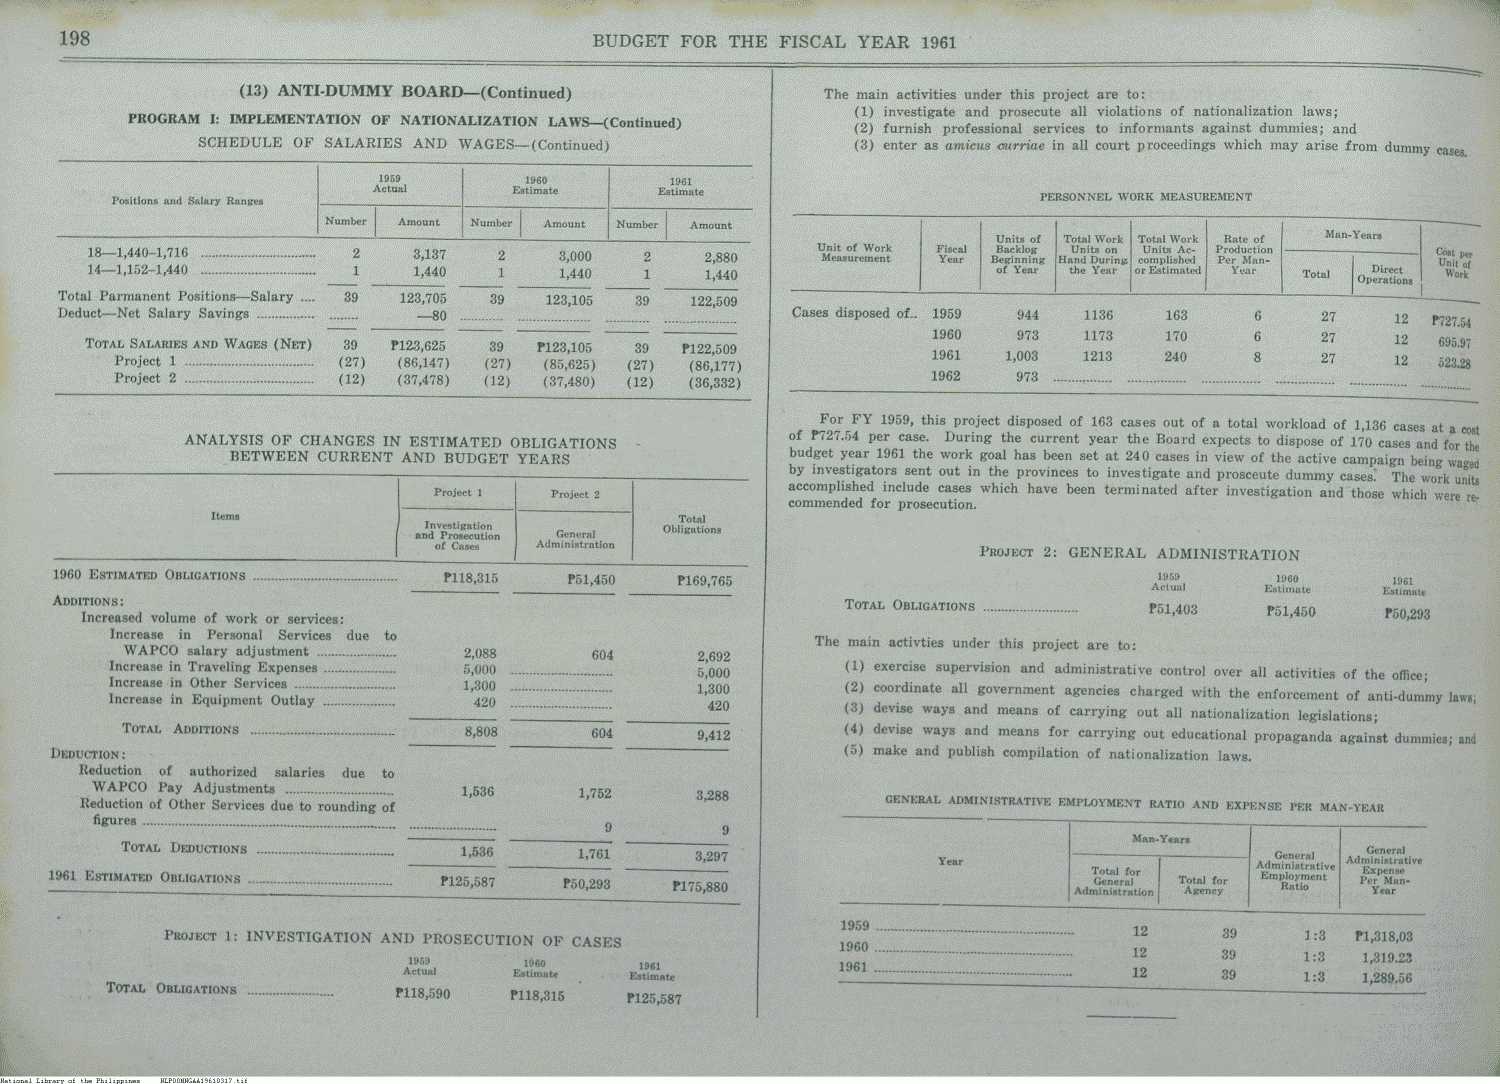 198
BUDGET FOR THE FISCAL YEAR 1961
(13) ANTI-DUMMY BOARD—(Continued)
PROGRAM I: IMPLEMENTATION OF NATIONALIZATION LAWS—(Continued)
SCHEDULE OF SALARIES AND WAGES—(Continued)
Positions and Salary Ranges 1959 Actual 1960 Estimate 1961 Estimate
Number Amount Number Amount Number Amount
18—1,440–1,716 2 3,137 2 3,000 2 2,880
14—1,152–1,440 1 1,440 1 1,440 1 1,440
Total Parmanent Positions—Salary .... 39 123,705 39 123,105 39 122,509
Deduct—Net Salary Savings ........ —80
TOTAL SALARIES AND WAGES (NET) 39 ₱123,625 39 ₱123,105 39 ₱122,509
Project 1 (27) (86,147) (27) (85,625) (27) (86,177)
Project 2 (12) (37,478) (12) (37,480) (12) (36,332)
ANALYSIS OF CHANGES IN ESTIMATED OBLIGATIONS
BETWEEN CURRENT AND BUDGET YEARS
Items Project 1 Project 2 Total Obligations
Investigation and Prosecution of Cases General Administration
1960 ESTIMATED OBLIGATIONS ₱118,315 ₱51,450 ₱169,765
ADDITIONS:
Increased volume of work or services:
Increase in Personal Services due to
WAPCO salary adjustment 2,088 604 2,692
Increase in Traveling Expenses 5,000 5,000
Increase in Other Services 1,300 1,300
Increase in Equipment Outlay 420 420
TOTAL ADDITIONS 8,808 604 9,412
DEDUCTION:
Reduction of authorized salaries due to
WAPCO Pay Adjustments 1,536 1,752 3,288
Reduction of Other Services due to rounding of
figures 9 9
TOTAL DEDUCTIONS 1,536 1,761 3,297
1961 ESTIMATED OBLIGATIONS ₱125,587 ₱50,293 ₱175,880
PROJECT 1: INVESTIGATION AND PROSECUTION OF CASES
1959 Actual 1960 Estimate 1961 Estimate
TOTAL OBLIGATIONS ₱118,590 ₱118,315 ₱125,587
The main activities under this project are to:
(1) investigate and prosecute all violations of nationalization laws;
(2) furnish professional services to informants against dummies; and
(3) enter as amicus curriae in all court proceedings which may arise from dummy cases.
PERSONNEL WORK MEASUREMENT
Unit of Work Measurement Fiscal Year Units of Backlog Beginning of Year Total Work Units on Hand During the Year Total Work Units Accomplished or Estimated Rate of Production Per Man-Year Man-Years Cost per Unit of Work
Total Direct Operations
Cases disposed of.. 1959 944 1136 163 6 27 12 ₱727.54
1960 973 1173 170 6 27 12 695.97
1961 1,003 1213 240 8 27 12 523.28
1962 973
For FY 1959, this project disposed of 163 cases out of a total workload of 1,136 cases at a cost
of ₱727.54 per case. During the current year the Board expects to dispose of 170 cases and for the
budget year 1961 the work goal has been set at 240 cases in view of the active campaign being waged
by investigators sent out in the provinces to investigate and prosceute dummy cases. The work units
accomplished include cases which have been terminated after investigation and those which were re-
commended for prosecution.
PROJECT 2: GENERAL ADMINISTRATION
1959 Actual 1960 Estimate 1961 Estimate
TOTAL OBLIGATIONS ₱51,403 ₱51,450 ₱50,293
The main activties under this project are to:
(1) exercise supervision and administrative control over all activities of the office;
(2) coordinate all government agencies charged with the enforcement of anti-dummy laws;
(3) devise ways and means of carrying out all nationalization legislations;
(4) devise ways and means for carrying out educational propaganda against dummies; and
(5) make and publish compilation of nationalization laws.
GENERAL ADMINISTRATIVE EMPLOYMENT RATIO AND EXPENSE PER MAN-YEAR
Year Man-Years General Administrative Employment Ratio General Administrative Expense Per Man-Year
Total for General Administration Total for Agency
1959 12 39 1:3 ₱1,318,03
1960 12 39 1:3 1,319.23
1961 12 39 1:3 1,289.56
National Library of the Philippines NLPOONNGAA19610317.tif